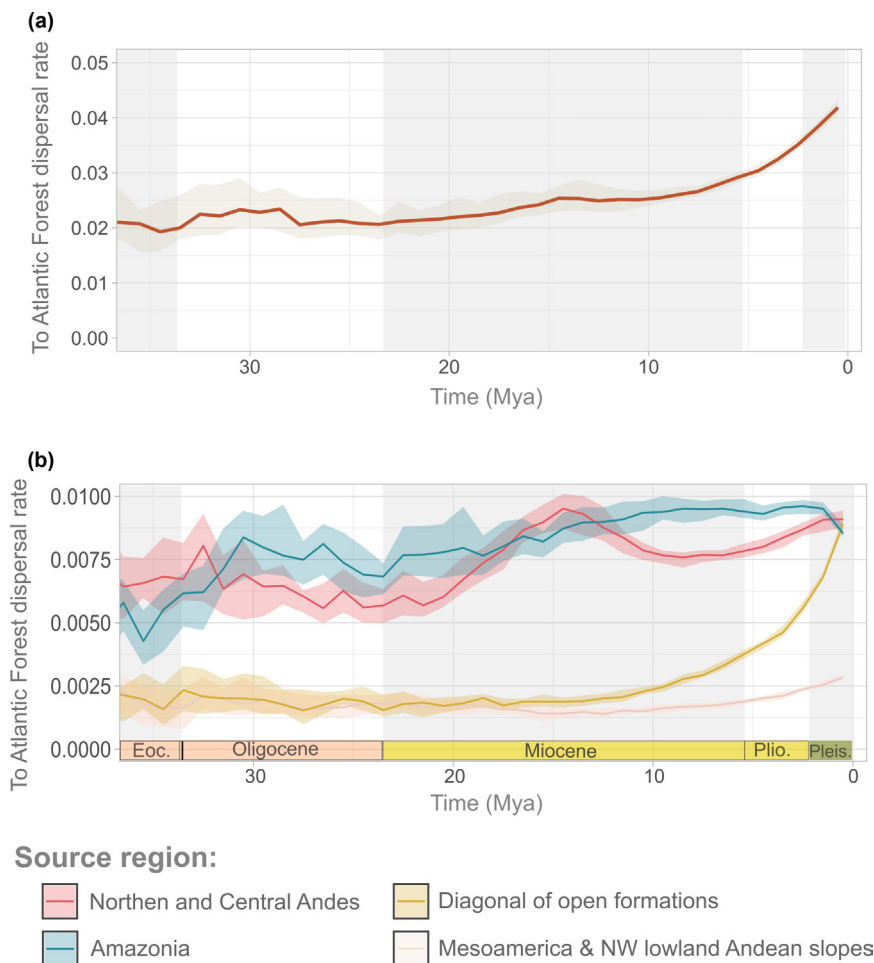 (a)
To Atlantic Forest dispersal rate
0.05
0.04
0.03
0.02
0.01
0.00
30
20
10
0
Time (Mya)
(b)
To Atlantic Forest dispersal rate
0.0100
0.0075
0.0050
0.0025
0.0000
Eoc.
Oligocene
Miocene
Plio.
Pleis.
30
20
10
0
Time (Mya)
Source region:
Northen and Central Andes
Diagonal of open formations
Amazonia
Mesoamerica & NW lowland Andean slopes